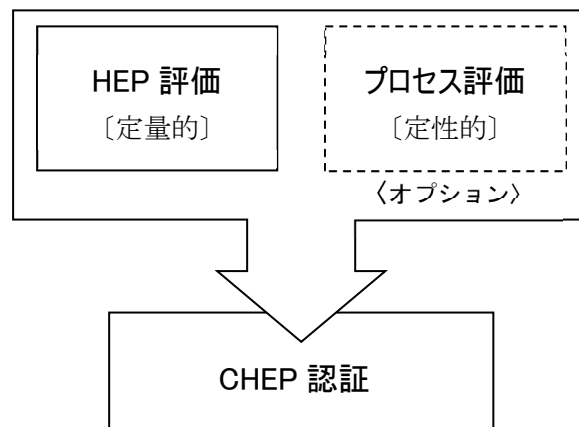 HEP 評価
〔定量的〕
プロセス評価
〔定性的〕
〈オプション〉
CHEP 認証